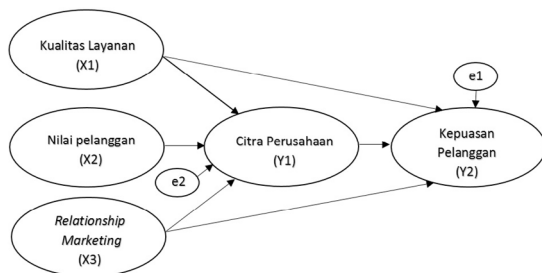 Kualitas Layanan
(X1)
e1
Nilai pelanggan
(X2)
Citra Perusahaan
(Y1)
Kepuasan
Pelanggan
(Y2)
e2
Relationship
Marketing
(X3)